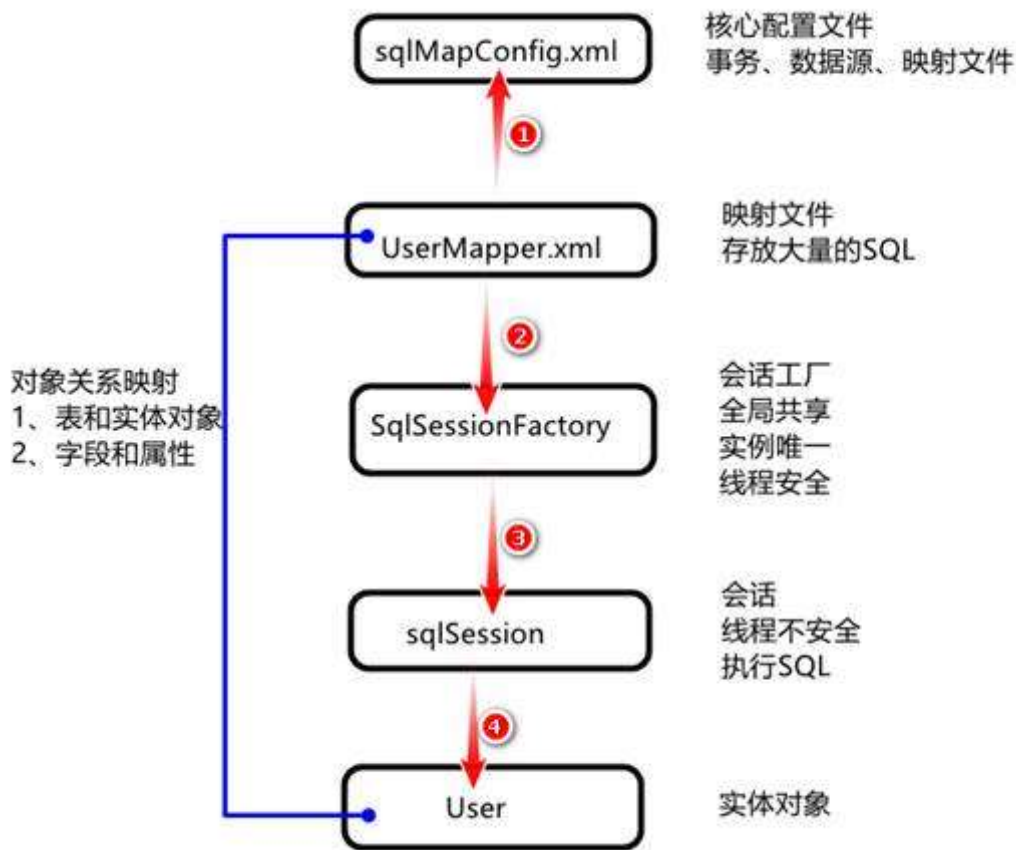 sqlMapConfig.xml
核心配置文件
事务、数据源、映射文件
1
UserMapper.xml
映射文件
存放大量的SQL
2
对象关系映射
1、表和实体对象
2、字段和属性
SqlSessionFactory
会话工厂
全局共享
实例唯一
线程安全
3
sqlSession
会话
线程不安全
执行SQL
4
User
实体对象